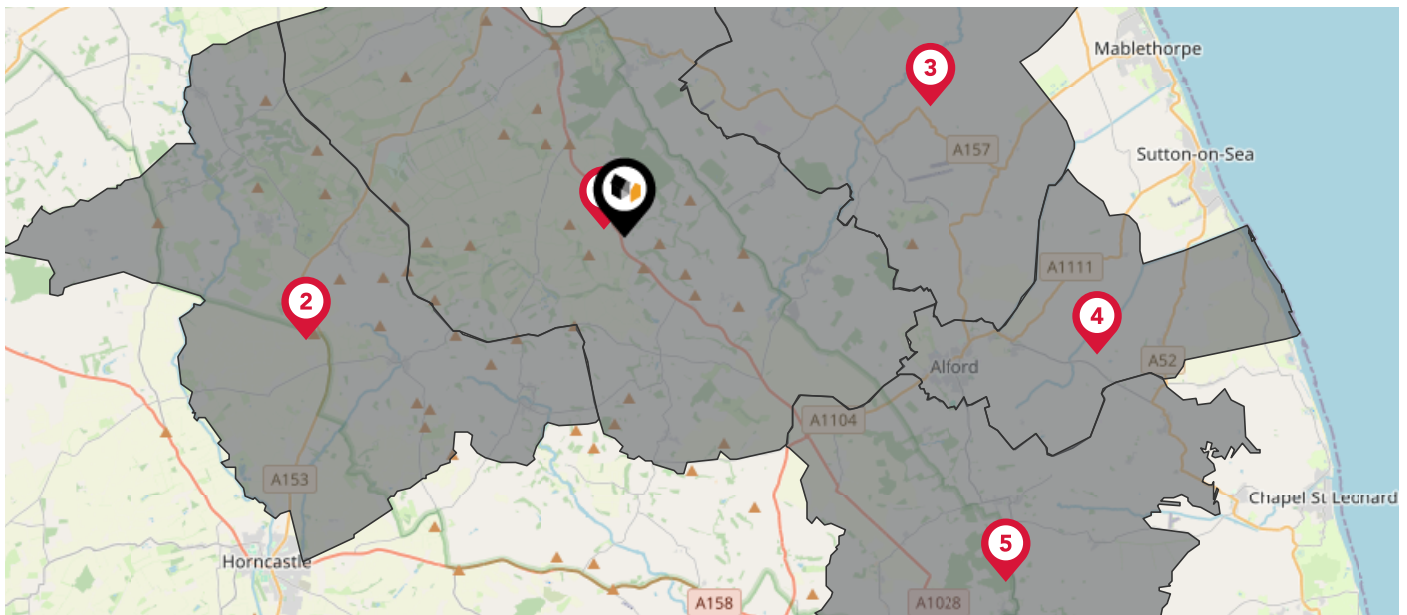 Mablethorpe
3
A157
Sutton-on-Sea
A1111
2
4
A52
Alford
A1104
A153
Chapel St Leonard
5
Horncastle
A158
A1028